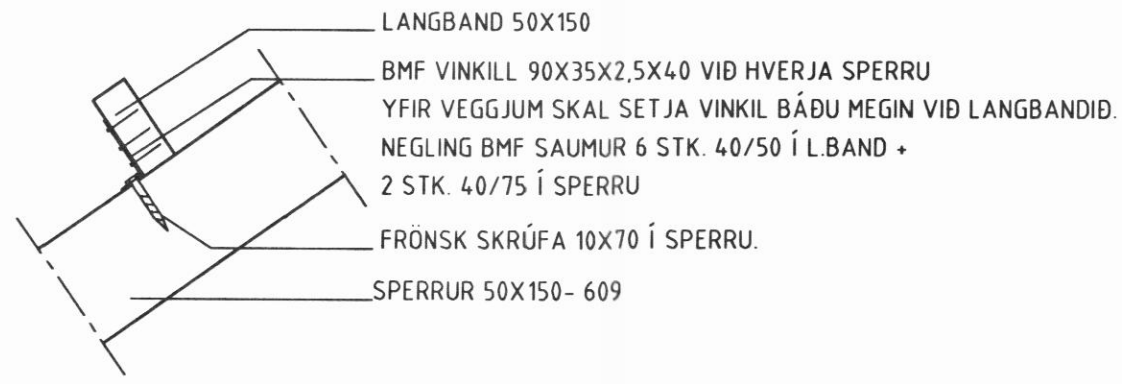 LANGBAND 50X150
BMF VINKILL 90X35X2,5X40 VIÐ HVERJA SPERRU
YFIR VEGGJUM SKAL SETJA VINKIL BÁÐU MEGIN VIÐ LANGBANDIÐ.
NEGLING BMF SAUMUR 6 STK. 40/50 Í L.BAND +
2 STK. 40/75 Í SPERRU
FRÖNSK SKRÚFA 10X70 Í SPERRU.
SPERRUR 50X150- 609